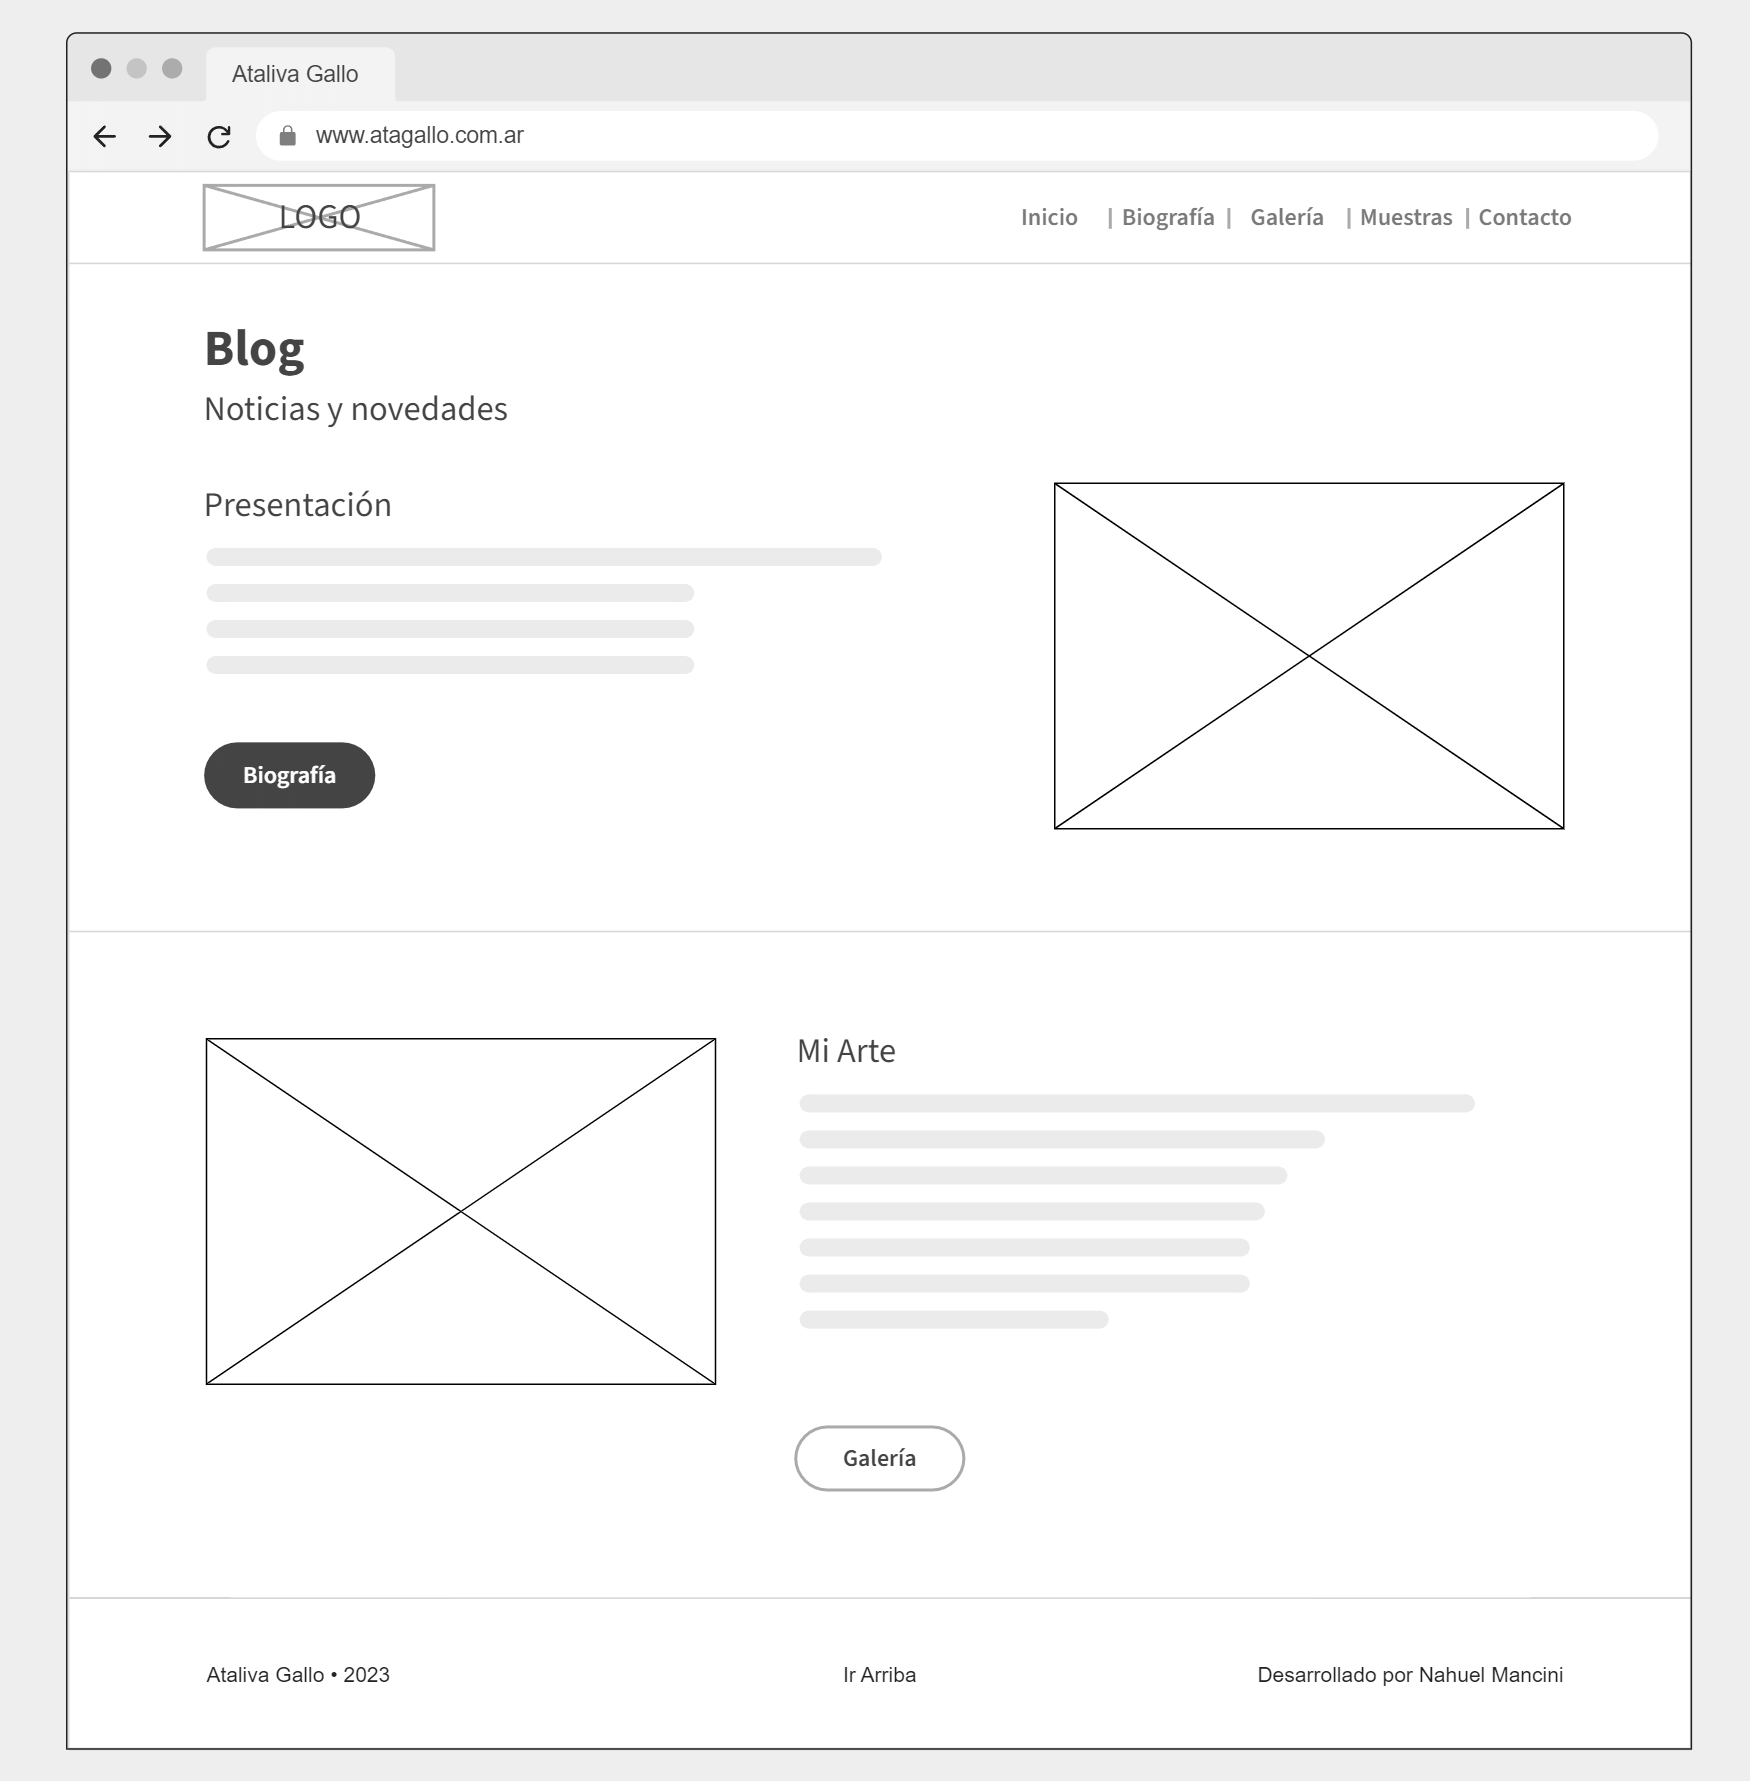 Ataliva Gallo
www.atagallo.com.ar
LOGO
Inicio | Biografía | Galería | Muestras | Contacto
Blog
Noticias y novedades
Presentación
Biografía
Mi Arte
Galería
Ataliva Gallo • 2023 Ir Arriba Desarrollado por Nahuel Mancini